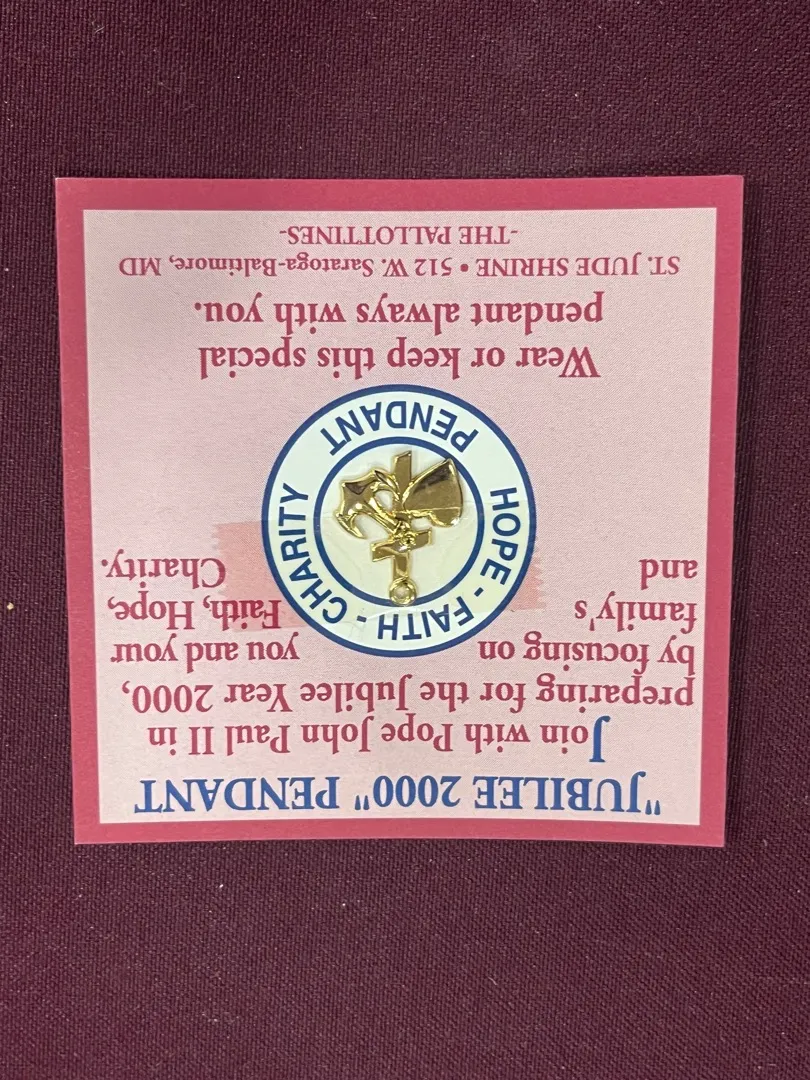 "JUBILEE 2000" PENDANT
Join with Pope John Paul II in
preparing for the Jubilee Year 2000,
by focusing on you and your
family's Faith, Hope,
and Charity.
HOPE - FAITH - CHARITY
PENDANT
Wear or keep this special
pendant always with you.
ST. JUDE SHRINE • 512 W. Saratoga-Baltimore, MD
-THE PALLOTTINES-